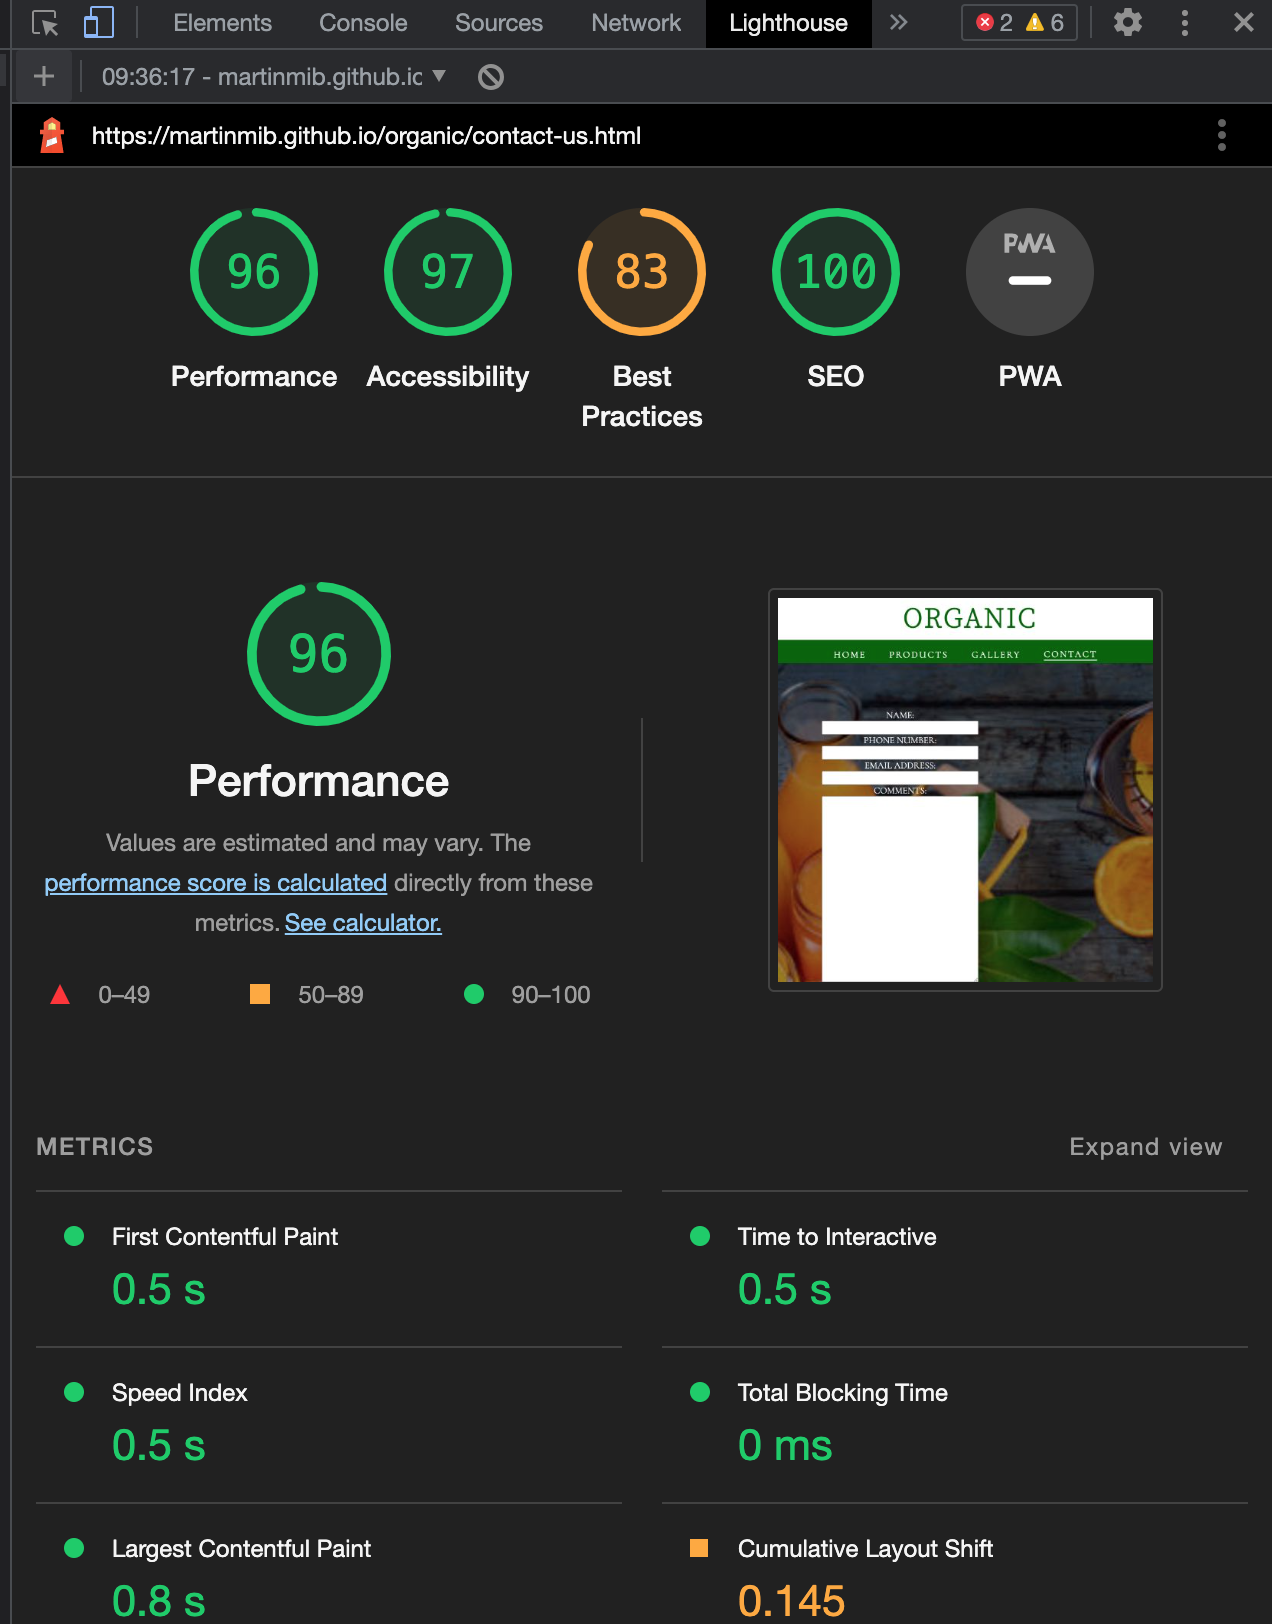 Elements Console Sources Network Lighthouse 2 6
09:36:17 - martinmib.github.io
https://martinmib.github.io/organic/contact-us.html
96 97 83 100 PWA
Performance Accessibility Best Practices SEO PWA
96
Performance
Values are estimated and may vary. The
performance score is calculated directly from these
metrics. See calculator.
0–49 50–89 90–100
ORGANIC
HOME PRODUCTS GALLERY CONTACT
NAME:
PHONE NUMBER:
EMAIL ADDRESS:
COMMENTS:
METRICS Expand view
First Contentful Paint Time to Interactive
0.5 s 0.5 s
Speed Index Total Blocking Time
0.5 s 0 ms
Largest Contentful Paint Cumulative Layout Shift
0.8 s 0.145